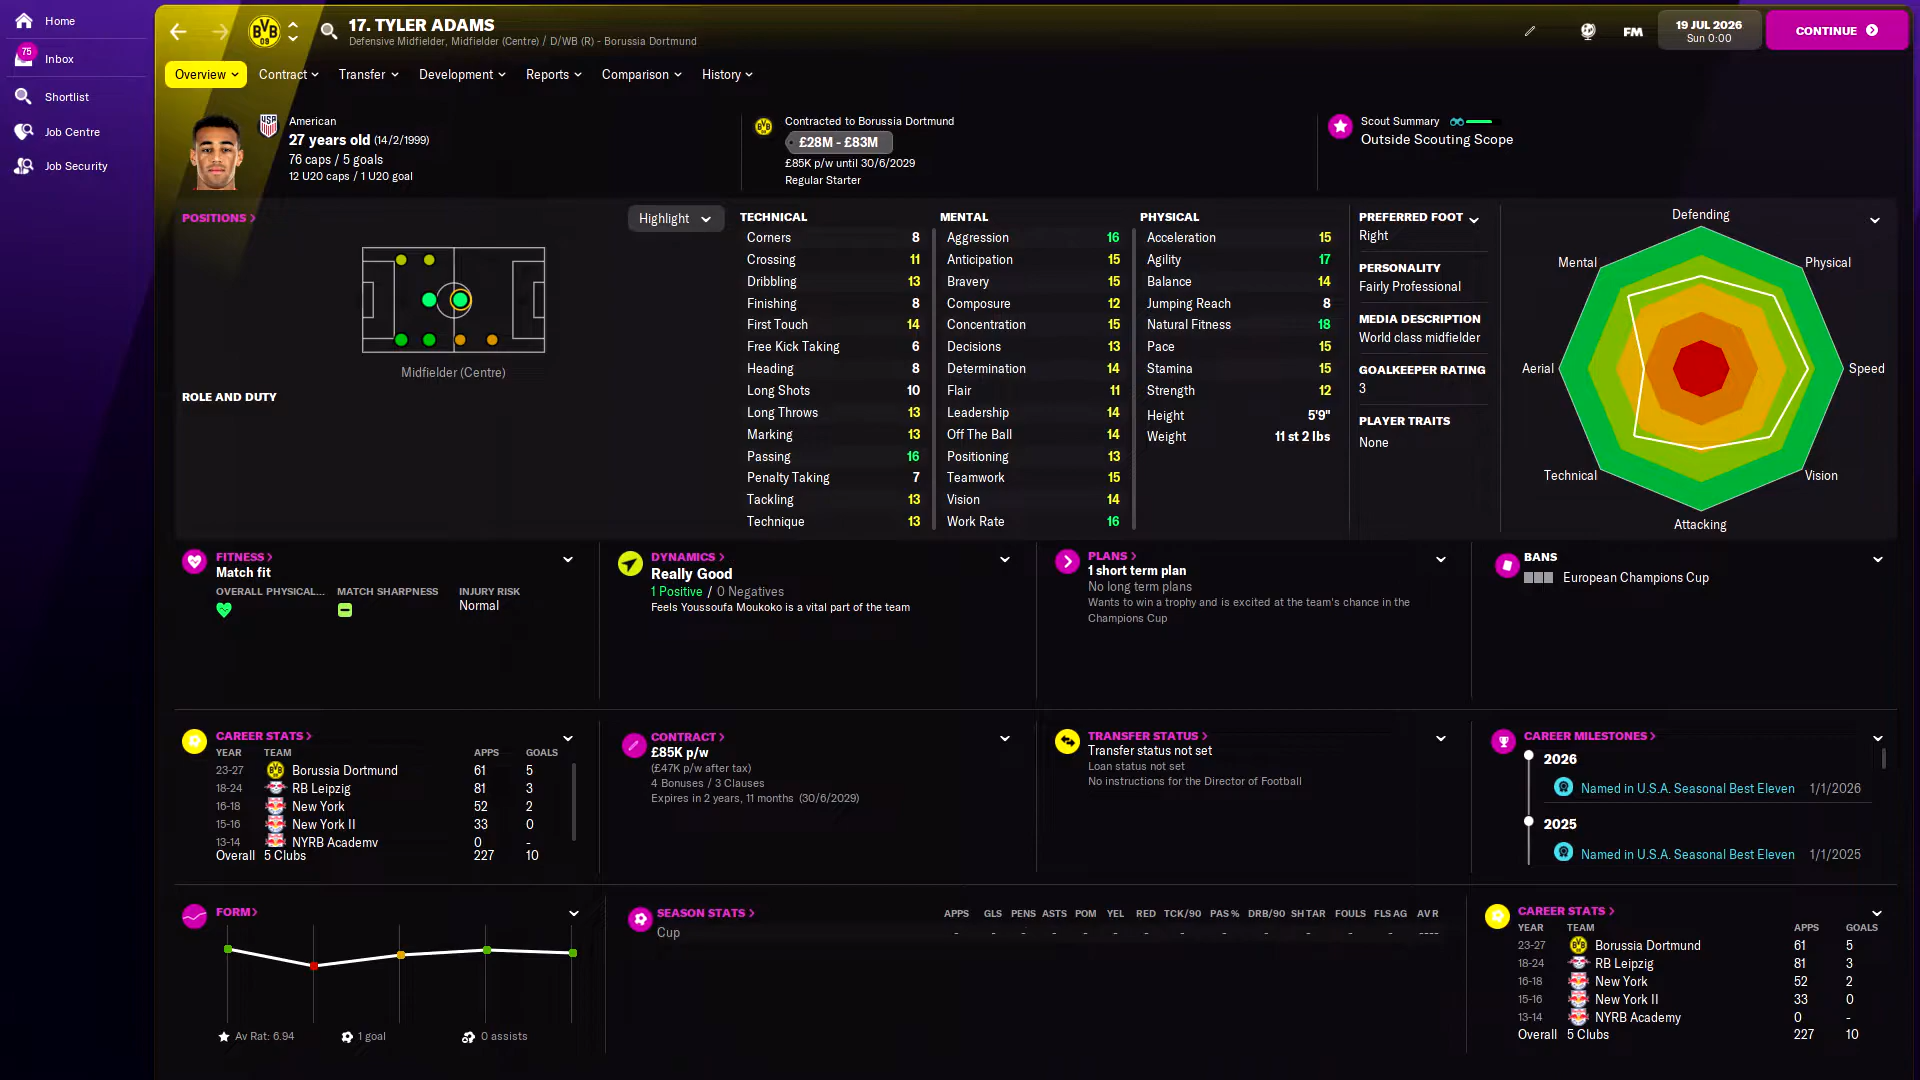 Home
75
Inbox
Shortlist
Job Centre
Job Security
17. TYLER ADAMS
Defensive Midfielder, Midfielder (Centre) / D/WB (R) - Borussia Dortmund
FM
19 JUL 2026
Sun 0:00
CONTINUE
Overview
Contract
Transfer
Development
Reports
Comparison
History
American
27 years old (14/2/1999)
76 caps / 5 goals
12 U20 caps / 1 U20 goal
Contracted to Borussia Dortmund
£28M - £83M
£85K p/w until 30/6/2029
Regular Starter
Scout Summary
Outside Scouting Scope
POSITIONS
Highlight
Midfielder (Centre)
ROLE AND DUTY
TECHNICAL
Corners 8
Crossing 11
Dribbling 13
Finishing 8
First Touch 14
Free Kick Taking 6
Heading 8
Long Shots 10
Long Throws 13
Marking 13
Passing 16
Penalty Taking 7
Tackling 13
Technique 13
MENTAL
Aggression 16
Anticipation 15
Bravery 15
Composure 12
Concentration 15
Decisions 13
Determination 14
Flair 11
Leadership 14
Off The Ball 14
Positioning 13
Teamwork 15
Vision 14
Work Rate 16
PHYSICAL
Acceleration 15
Agility 17
Balance 14
Jumping Reach 8
Natural Fitness 18
Pace 15
Stamina 15
Strength 12
Height 5'9"
Weight 11 st 2 lbs
PREFERRED FOOT
Right
PERSONALITY
Fairly Professional
MEDIA DESCRIPTION
World class midfielder
GOALKEEPER RATING
3
PLAYER TRAITS
None
Defending
Physical
Speed
Vision
Attacking
Technical
Aerial
Mental
FITNESS
Match fit
OVERALL PHYSICAL... MATCH SHARPNESS INJURY RISK
Normal
DYNAMICS
Really Good
1 Positive / 0 Negatives
Feels Youssoufa Moukoko is a vital part of the team
PLANS
1 short term plan
No long term plans
Wants to win a trophy and is excited at the team's chance in the
Champions Cup
BANS
European Champions Cup
CAREER STATS
YEAR TEAM APPS GOALS
23-27 Borussia Dortmund 61 5
18-24 RB Leipzig 81 3
16-18 New York 52 2
15-16 New York II 33 0
13-14 NYRB Academy 0 -
Overall 5 Clubs 227 10
CONTRACT
£85K p/w
(£47K p/w after tax)
4 Bonuses / 3 Clauses
Expires in 2 years, 11 months (30/6/2029)
TRANSFER STATUS
Transfer status not set
Loan status not set
No instructions for the Director of Football
CAREER MILESTONES
2026
Named in U.S.A. Seasonal Best Eleven 1/1/2026
2025
Named in U.S.A. Seasonal Best Eleven 1/1/2025
FORM
Av Rat: 6.94 1 goal 0 assists
SEASON STATS APPS GLS PENS ASTS POM YEL RED TCK/90 PAS % DRB/90 SH TAR FOULS FLS AG AV R
Cup - - - - - - - - - - - - - ----
CAREER STATS
YEAR TEAM APPS GOALS
23-27 Borussia Dortmund 61 5
18-24 RB Leipzig 81 3
16-18 New York 52 2
15-16 New York II 33 0
13-14 NYRB Academy 0 -
Overall 5 Clubs 227 10